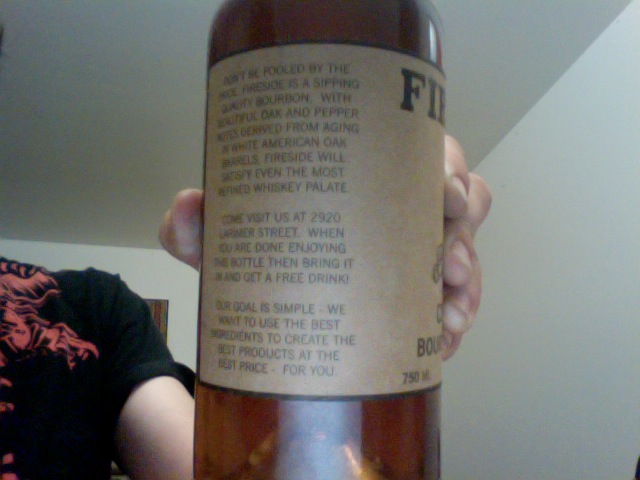 DON'T BE FOOLED BY THE
PRICE. FIRESIDE IS A SIPPING
QUALITY BOURBON, WITH
BEAUTIFUL OAK AND PEPPER
NOTES DERIVED FROM AGING
IN WHITE AMERICAN OAK
BARRELS. FIRESIDE WILL
SATISFY EVEN THE MOST
REFINED WHISKEY PALATE.
COME VISIT US AT 2920
LARIMER STREET. WHEN
YOU ARE DONE ENJOYING
THIS BOTTLE THEN BRING IT
IN AND GET A FREE DRINK!
OUR GOAL IS SIMPLE - WE
WANT TO USE THE BEST
INGREDIENTS TO CREATE THE
BEST PRODUCTS AT THE
BEST PRICE - FOR YOU.
FI
C
BOU
750 ML